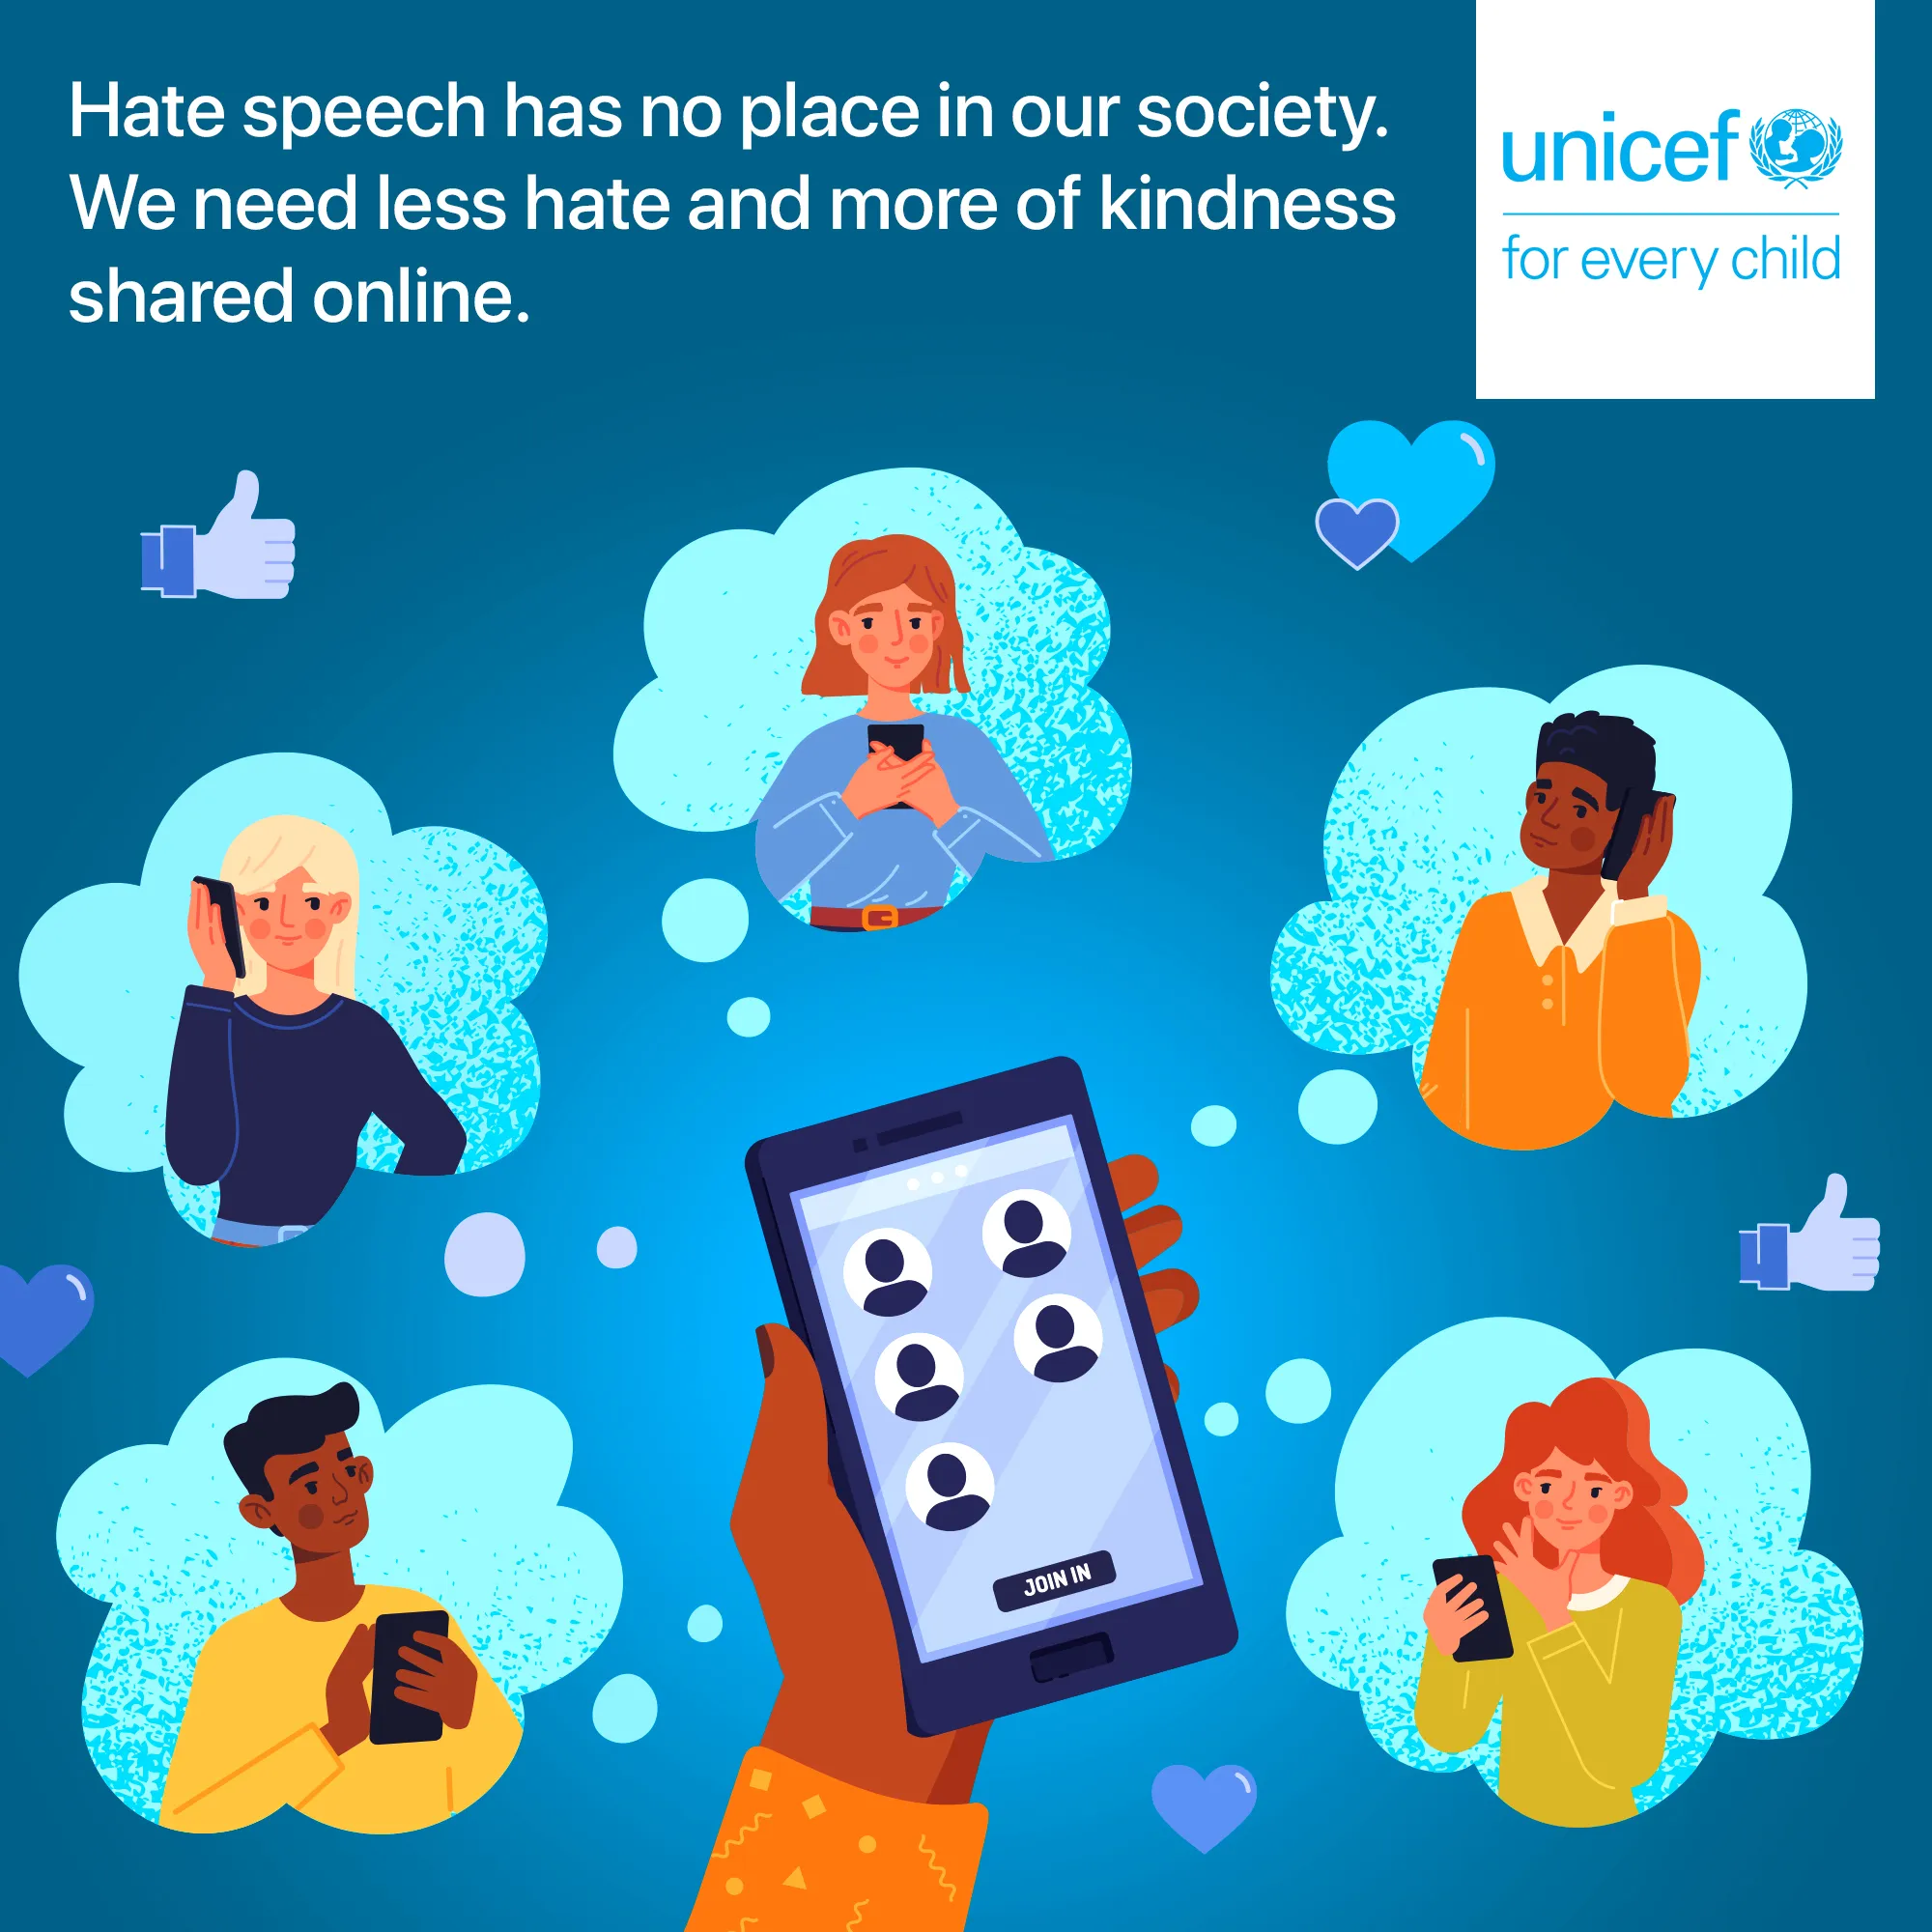 Hate speech has no place in our society.
We need less hate and more of kindness
shared online.
unicef
for every child
JOIN IN